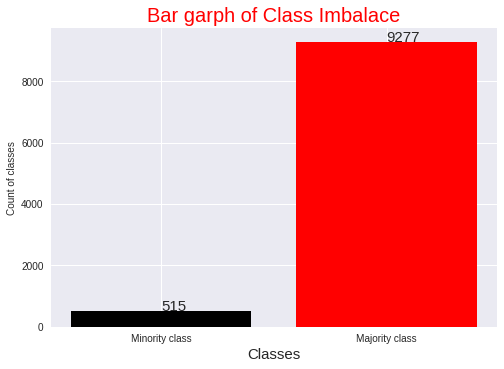 Bar garph of Class Imbalace
9277
8000
6000
4000
2000
0
Count of classes
515
Minority class
Majority class
Classes